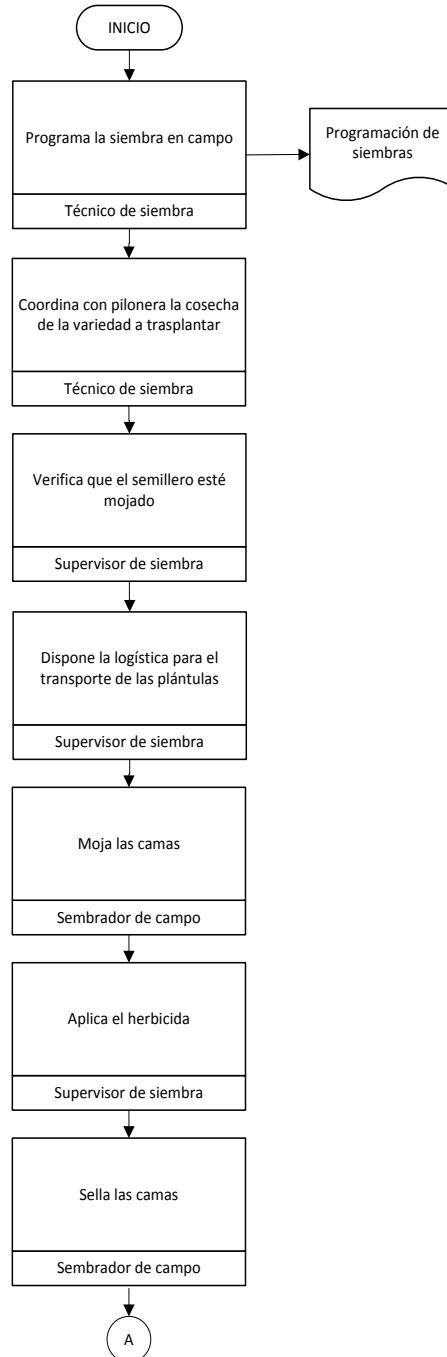 INICIO
Programa la siembra en campo
Técnico de siembra
Programación de
siembras
Coordina con pilonera la cosecha
de la variedad a trasplantar
Técnico de siembra
Verifica que el semillero esté
mojado
Supervisor de siembra
Dispone la logística para el
transporte de las plántulas
Supervisor de siembra
Moja las camas
Sembrador de campo
Aplica el herbicida
Supervisor de siembra
Sella las camas
Sembrador de campo
A